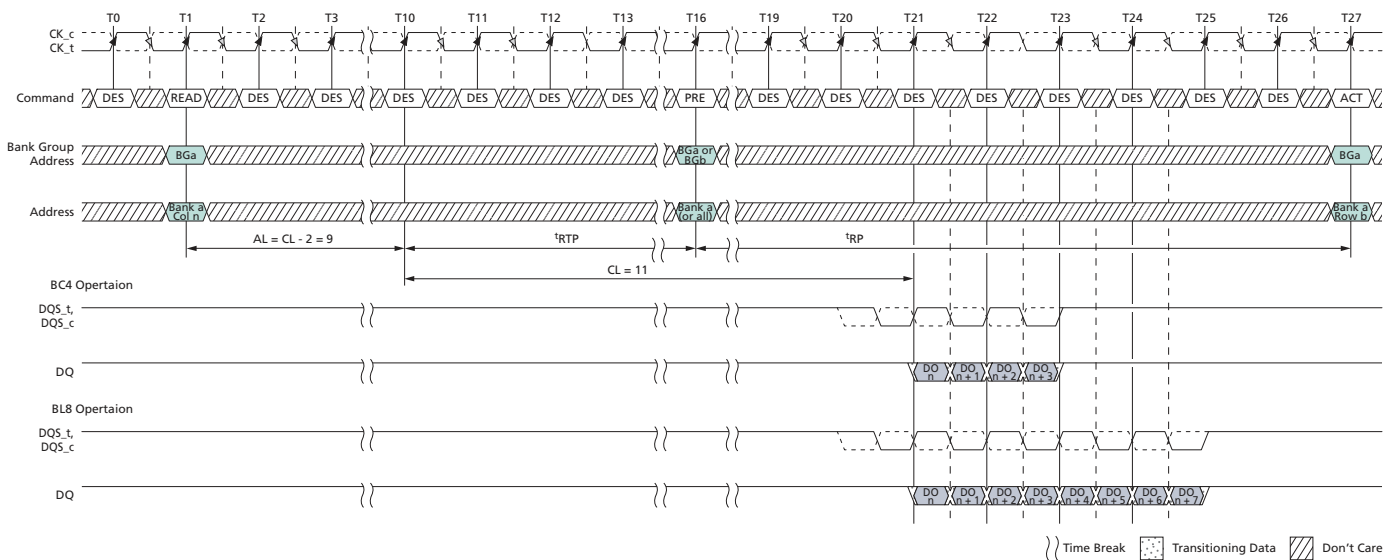 T0 T1 T2 T3 T10 T11 T12 T13 T16 T19 T20 T21 T22 T23 T24 T25 T26 T27
CK_c
CK_t
Command DES READ DES DES DES DES DES DES PRE DES DES DES DES DES DES DES DES ACT
Bank Group
Address
BGa
BGa or
BGb
BGa
Address
Bank a
Col n
Bank a
(or all)
Bank a
Row b
AL = CL - 2 = 9
tRTP
tRP
CL = 11
BC4 Opertaion
DQS_t,
DQS_c
DQ
DO
n
DO
n + 1
DO
n + 2
DO
n + 3
BL8 Opertaion
DQS_t,
DQS_c
DQ
DO
n
DO
n + 1
DO
n + 2
DO
n + 3
DO
n + 4
DO
n + 5
DO
n + 6
DO
n + 7
Time Break Transitioning Data Don't Care